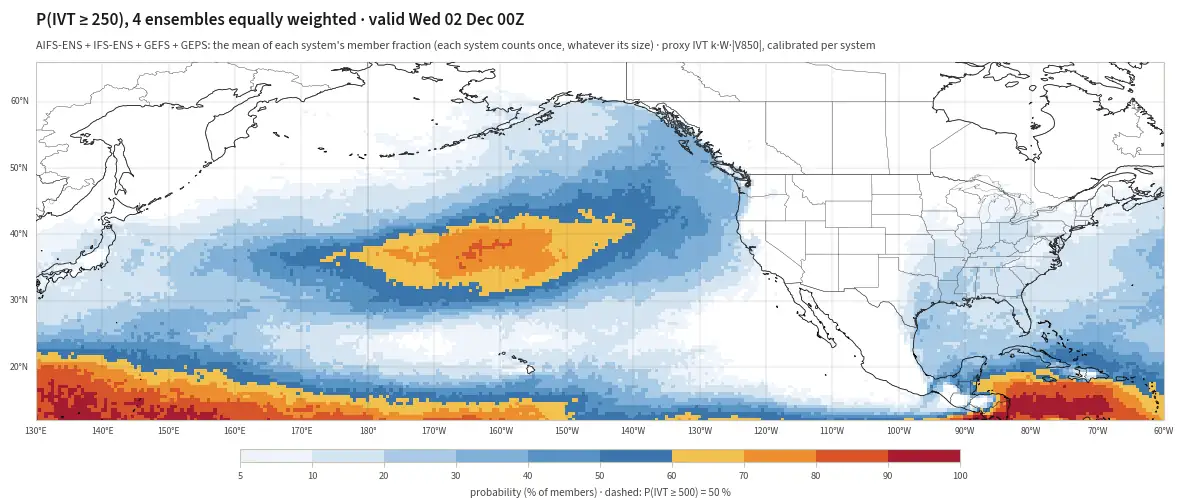 P(IVT ≥ 250), 4 ensembles equally weighted · valid Wed 02 Dec 00Z
AIFS-ENS + IFS-ENS + GEFS + GEPS: the mean of each system's member fraction (each system counts once, whatever its size) · proxy IVT k·W·|V850|, calibrated per system
60°N
50°N
40°N
30°N
20°N
130°E 140°E 150°E 160°E 170°E 180° 170°W 160°W 150°W 140°W 130°W 120°W 110°W 100°W 90°W 80°W 70°W 60°W
5 10 20 30 40 50 60 70 80 90 100
probability (% of members) · dashed: P(IVT ≥ 500) = 50 %